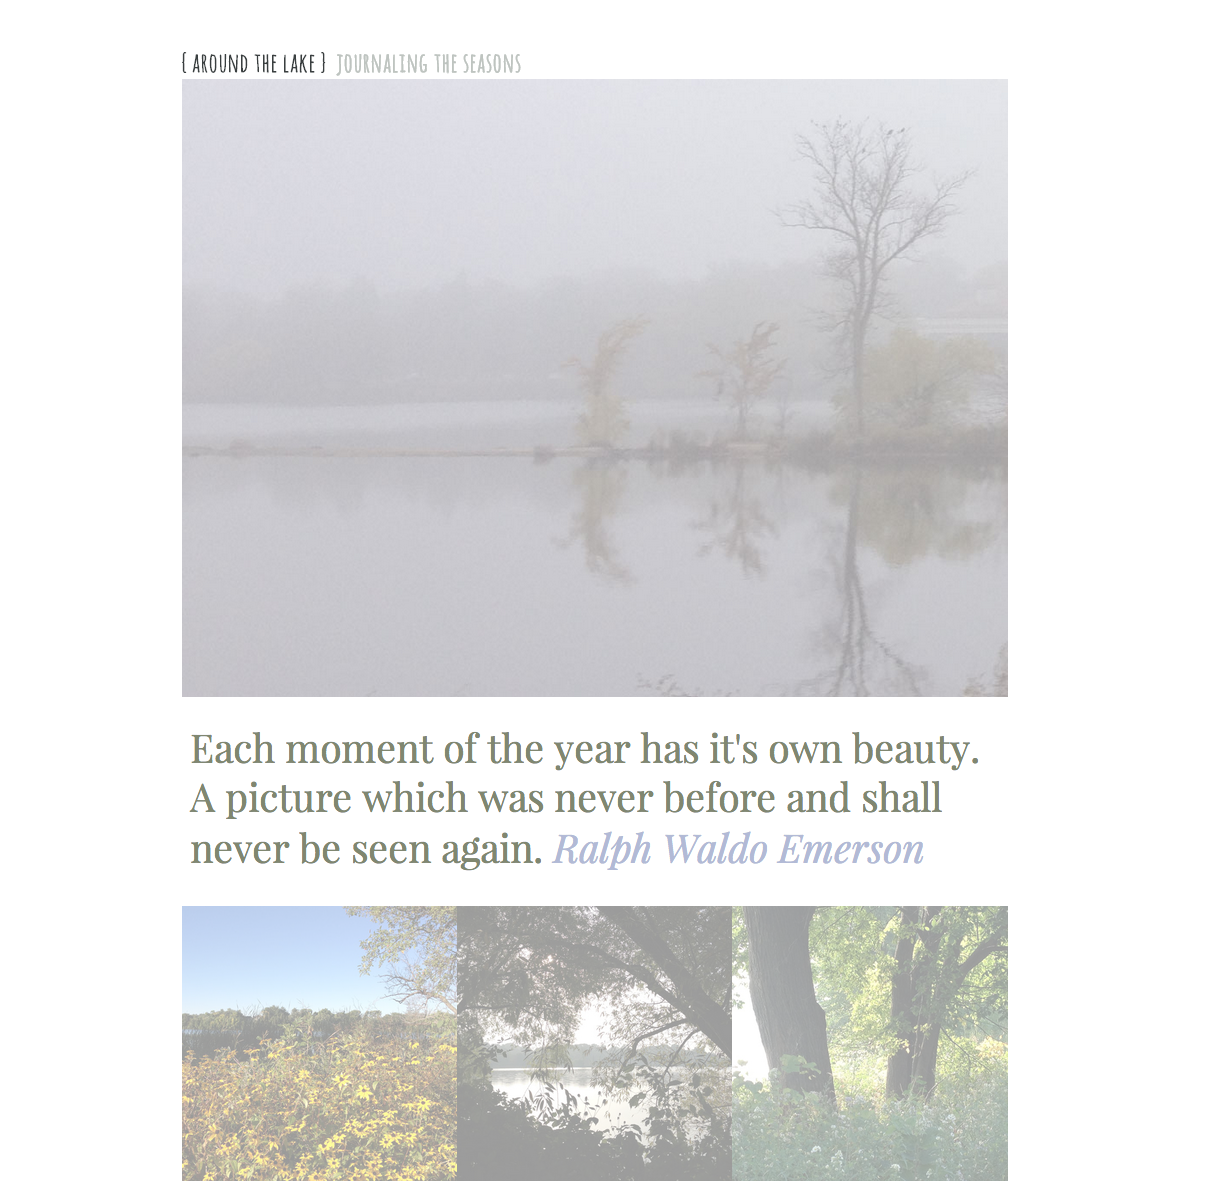 { AROUND THE LAKE } JOURNALING THE SEASONS
Each moment of the year has it's own beauty.
A picture which was never before and shall
never be seen again. Ralph Waldo Emerson